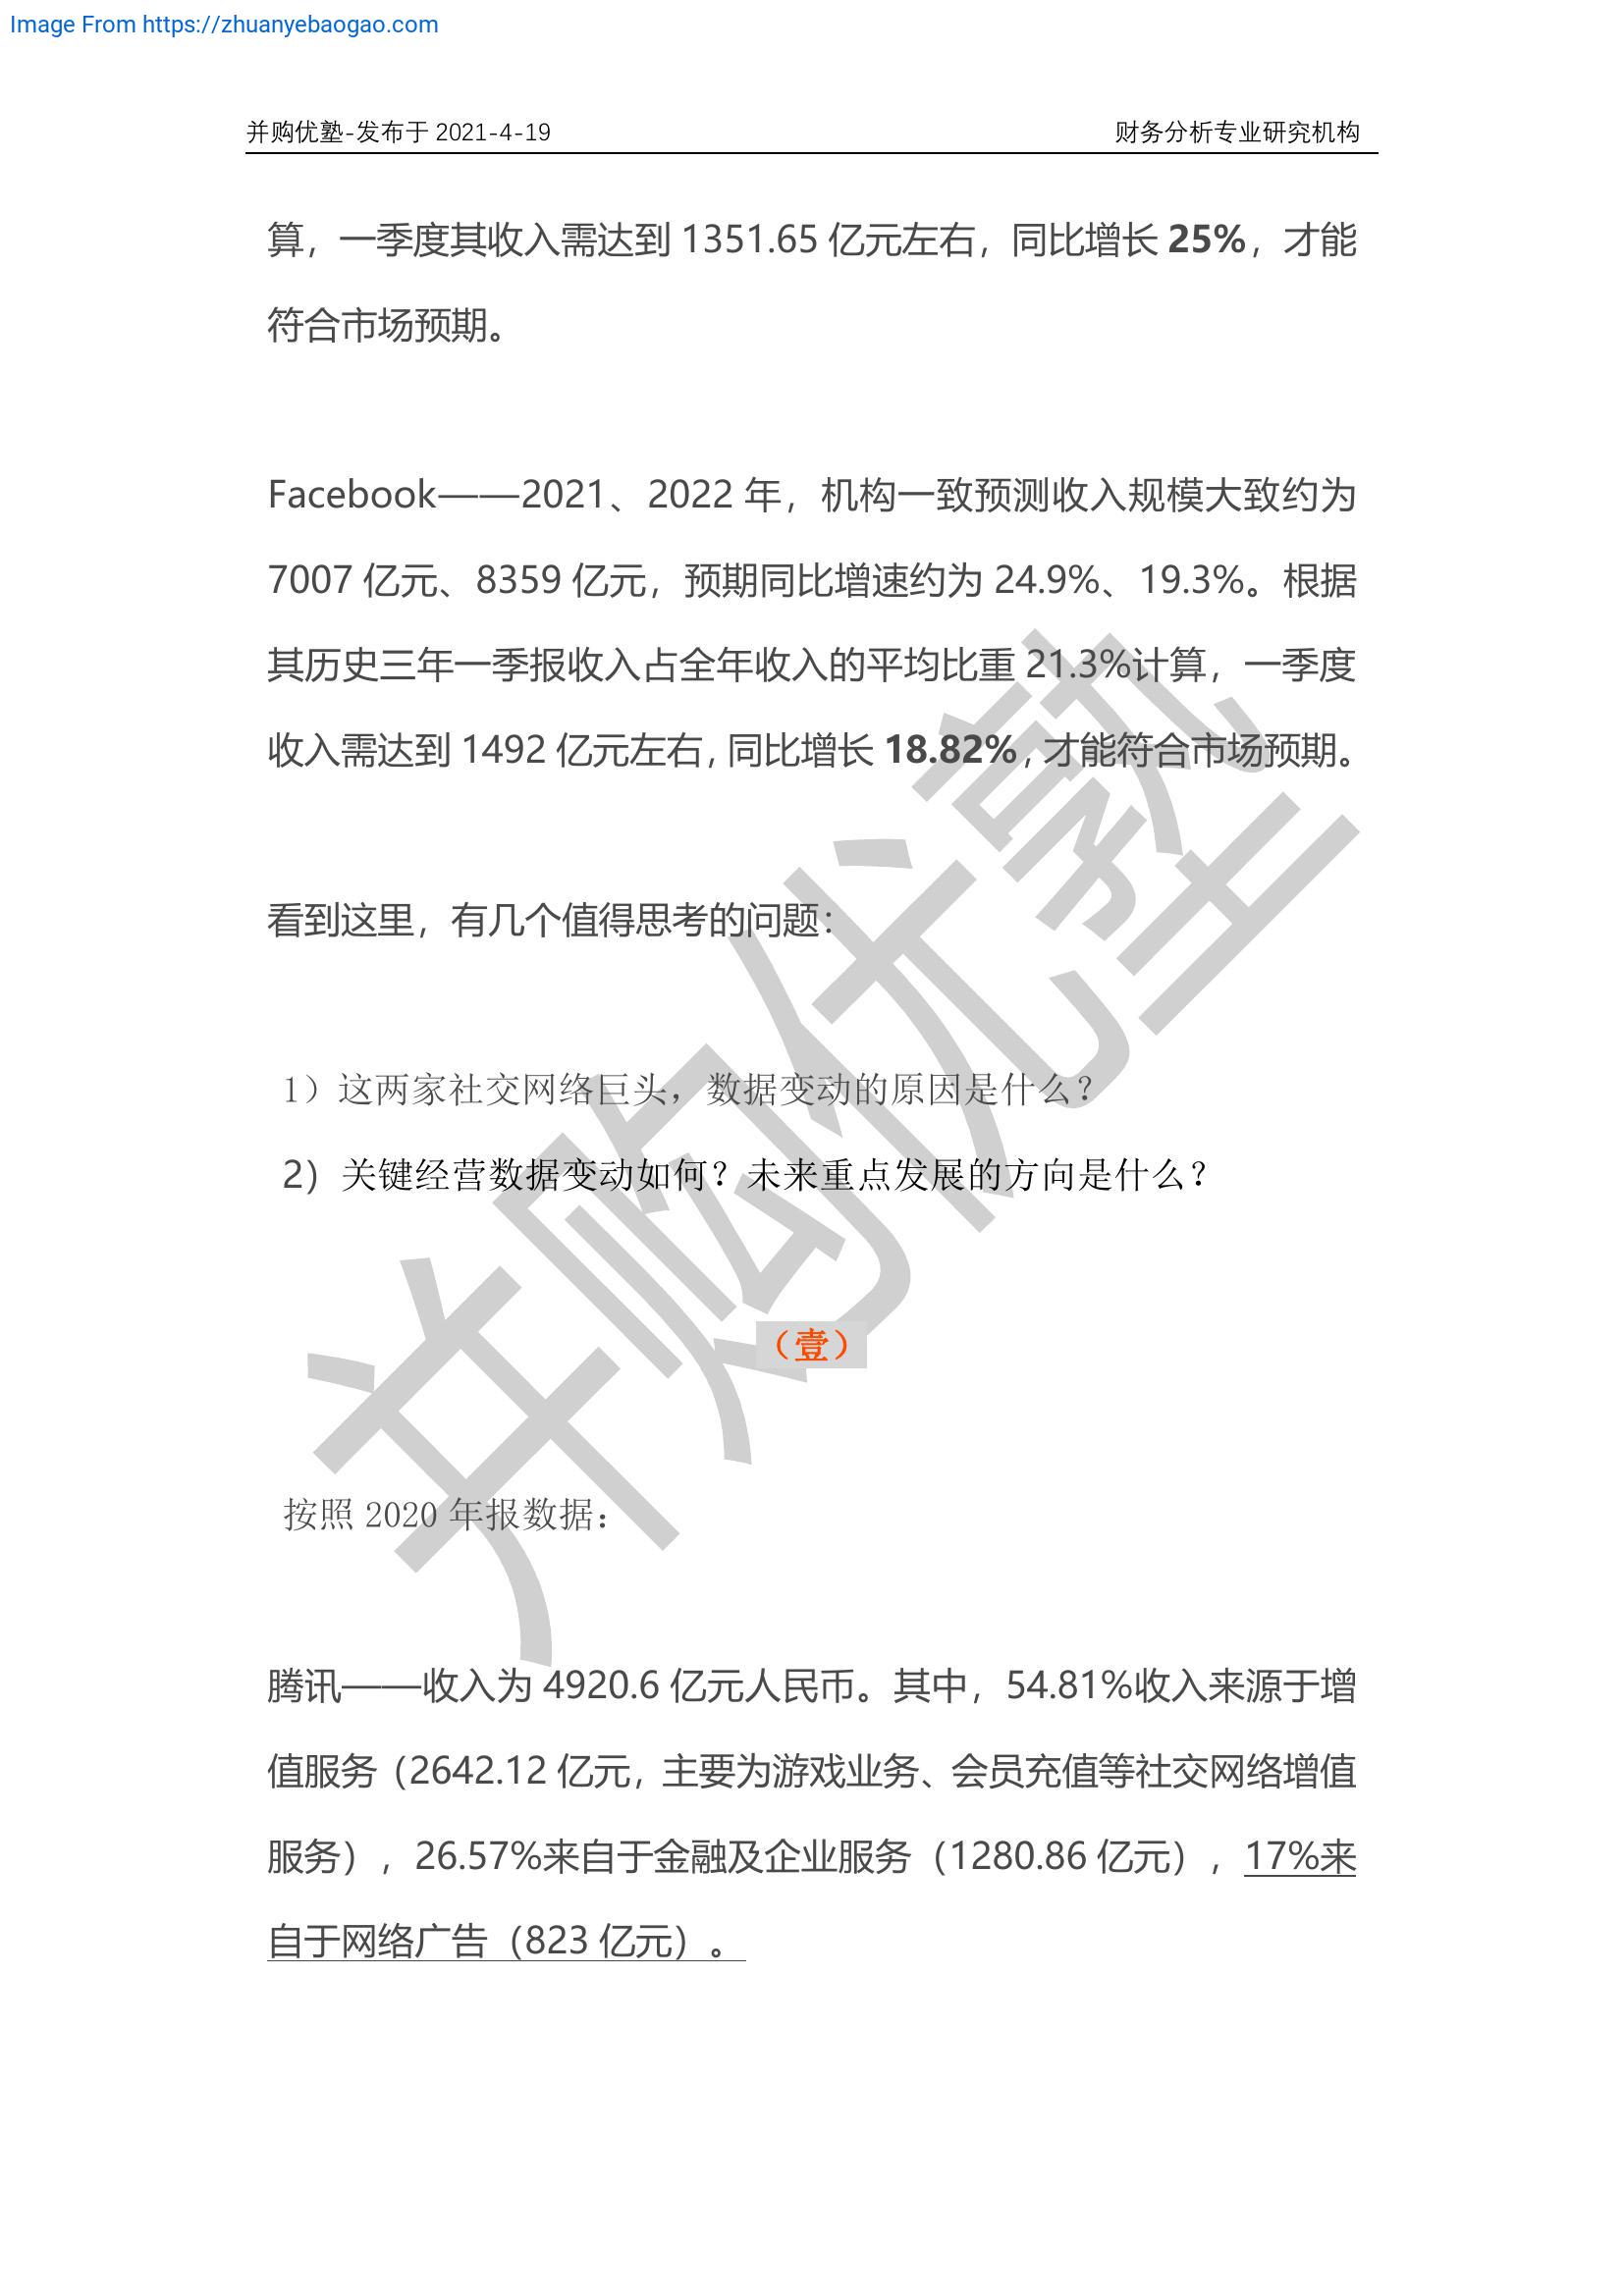 Image From https://zhuanyebaogao.com
并购优塾-发布于 2021-4-19 财务分析专业研究机构
算，一季度其收入需达到 1351.65 亿元左右，同比增长 25%，才能
符合市场预期。
Facebook——2021、2022 年，机构一致预测收入规模大致约为
7007 亿元、8359 亿元，预期同比增速约为 24.9%、19.3%。根据
其历史三年一季报收入占全年收入的平均比重 21.3%计算，一季度
收入需达到 1492 亿元左右，同比增长 18.82%，才能符合市场预期。
看到这里，有几个值得思考的问题：
1）这两家社交网络巨头，数据变动的原因是什么？
2）关键经营数据变动如何？未来重点发展的方向是什么？
（壹）
按照 2020 年报数据：
腾讯——收入为 4920.6 亿元人民币。其中，54.81%收入来源于增
值服务（2642.12 亿元，主要为游戏业务、会员充值等社交网络增值
服务），26.57%来自于金融及企业服务（1280.86 亿元），17%来
自于网络广告（823 亿元）。
并购优塾